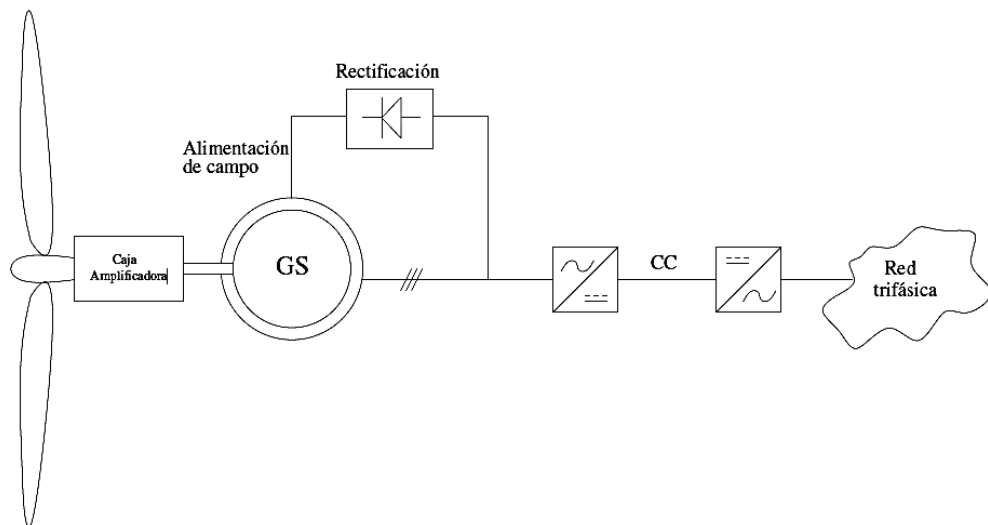 Rectificación
Alimentación
de campo
Caja
Amplificadora
GS
CC
Red
trifásica